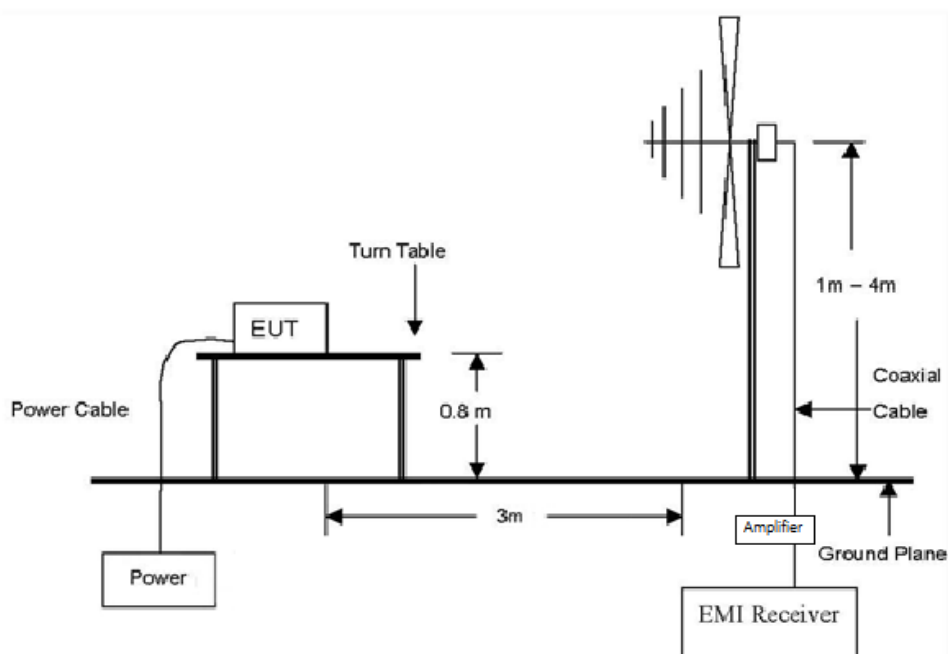 Turn Table
EUT
1m – 4m
Coaxial
Cable
Power Cable
0.8 m
3m
Amplifier
Ground Plane
Power
EMI Receiver